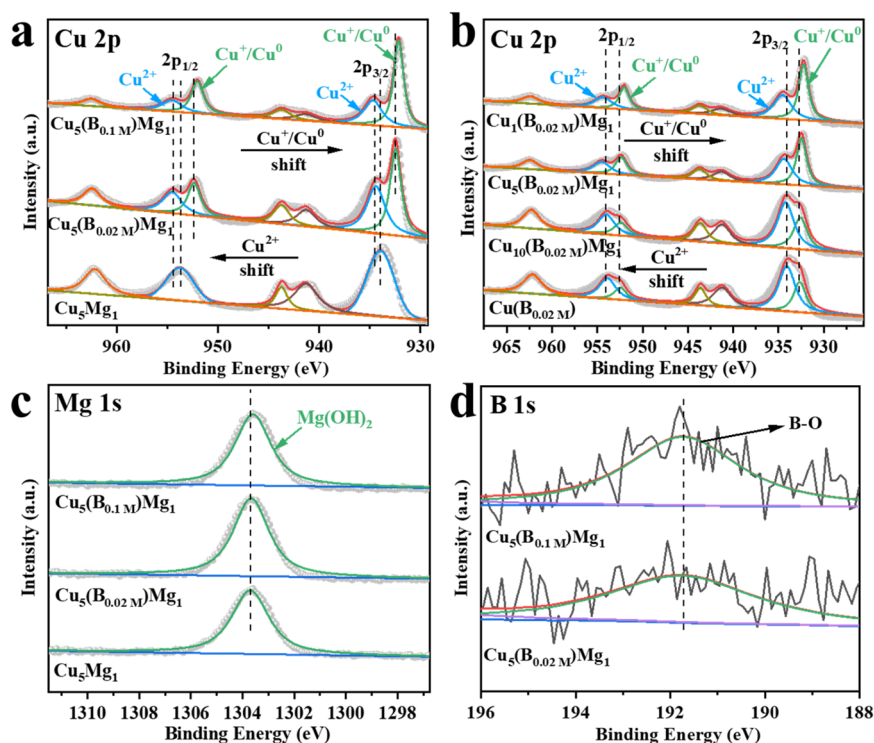 a
Cu 2p
Cu⁺/Cu⁰
2p₁/₂
Cu⁺/Cu⁰
2p₃/₂
Cu²⁺
Cu²⁺
Cu₅(B₀.₁ M)Mg₁
Cu⁺/Cu⁰
shift
Cu₅(B₀.₀₂ M)Mg₁
Cu²⁺
shift
Cu₅Mg₁
960 950 940 930
Binding Energy (eV)
Intensity (a.u.)
b
Cu 2p
2p₁/₂
2p₃/₂
Cu⁺/Cu⁰
Cu²⁺
Cu⁺/Cu⁰
Cu²⁺
Cu₁(B₀.₀₂ M)Mg₁
Cu⁺/Cu⁰
shift
Cu₅(B₀.₀₂ M)Mg₁
Cu₁₀(B₀.₀₂ M)Mg₁
Cu²⁺
shift
Cu(B₀.₀₂ M)
965 960 955 950 945 940 935 930
Binding Energy (eV)
Intensity (a.u.)
c
Mg 1s
Mg(OH)₂
Cu₅(B₀.₁ M)Mg₁
Cu₅(B₀.₀₂ M)Mg₁
Cu₅Mg₁
1310 1308 1306 1304 1302 1300 1298
Binding Energy (eV)
Intensity (a.u.)
d
B 1s
B-O
Cu₅(B₀.₁ M)Mg₁
Cu₅(B₀.₀₂ M)Mg₁
196 194 192 190 188
Binding Energy (eV)
Intensity (a.u.)